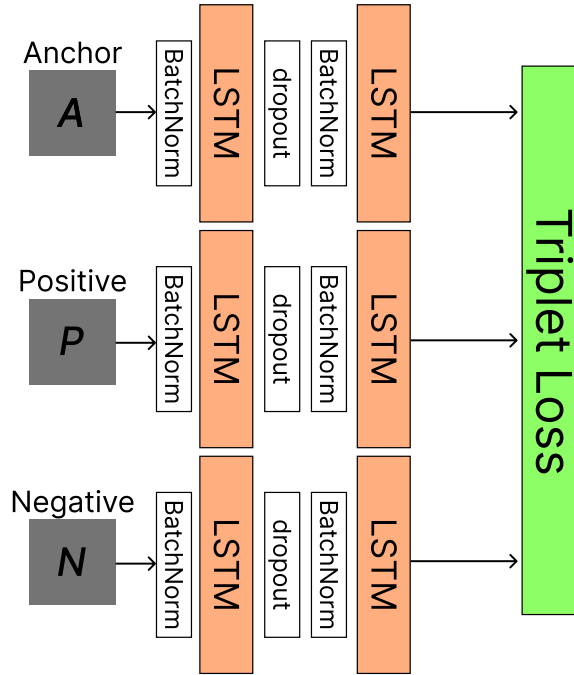 Anchor
A
BatchNorm
LSTM
dropout
BatchNorm
LSTM
Positive
P
BatchNorm
LSTM
dropout
BatchNorm
LSTM
Negative
N
BatchNorm
LSTM
dropout
BatchNorm
LSTM
Triplet Loss